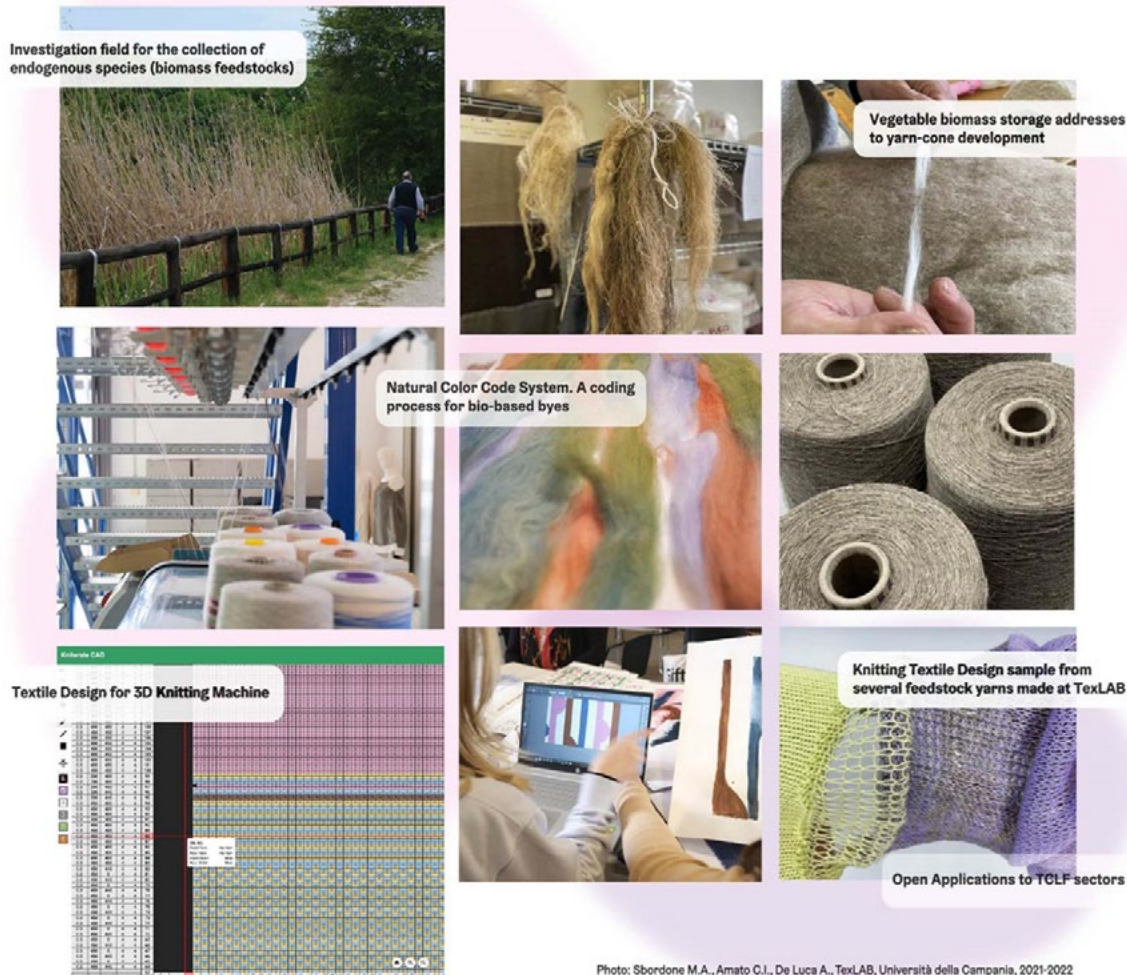 Investigation field for the collection of
endogenous species (biomass feedstocks)
Vegetable biomass storage addresses
to yarn-cone development
Natural Color Code System. A coding
process for bio-based byes
Knitande CAD
Textile Design for 3D Knitting Machine
Knitting Textile Design sample from
several feedstock yarns made at TexLAB
Open Applications to TCLF sectors
Photo: Sbordone M.A., Amato C.I., De Luca A., TexLAB, Università della Campania, 2021-2022